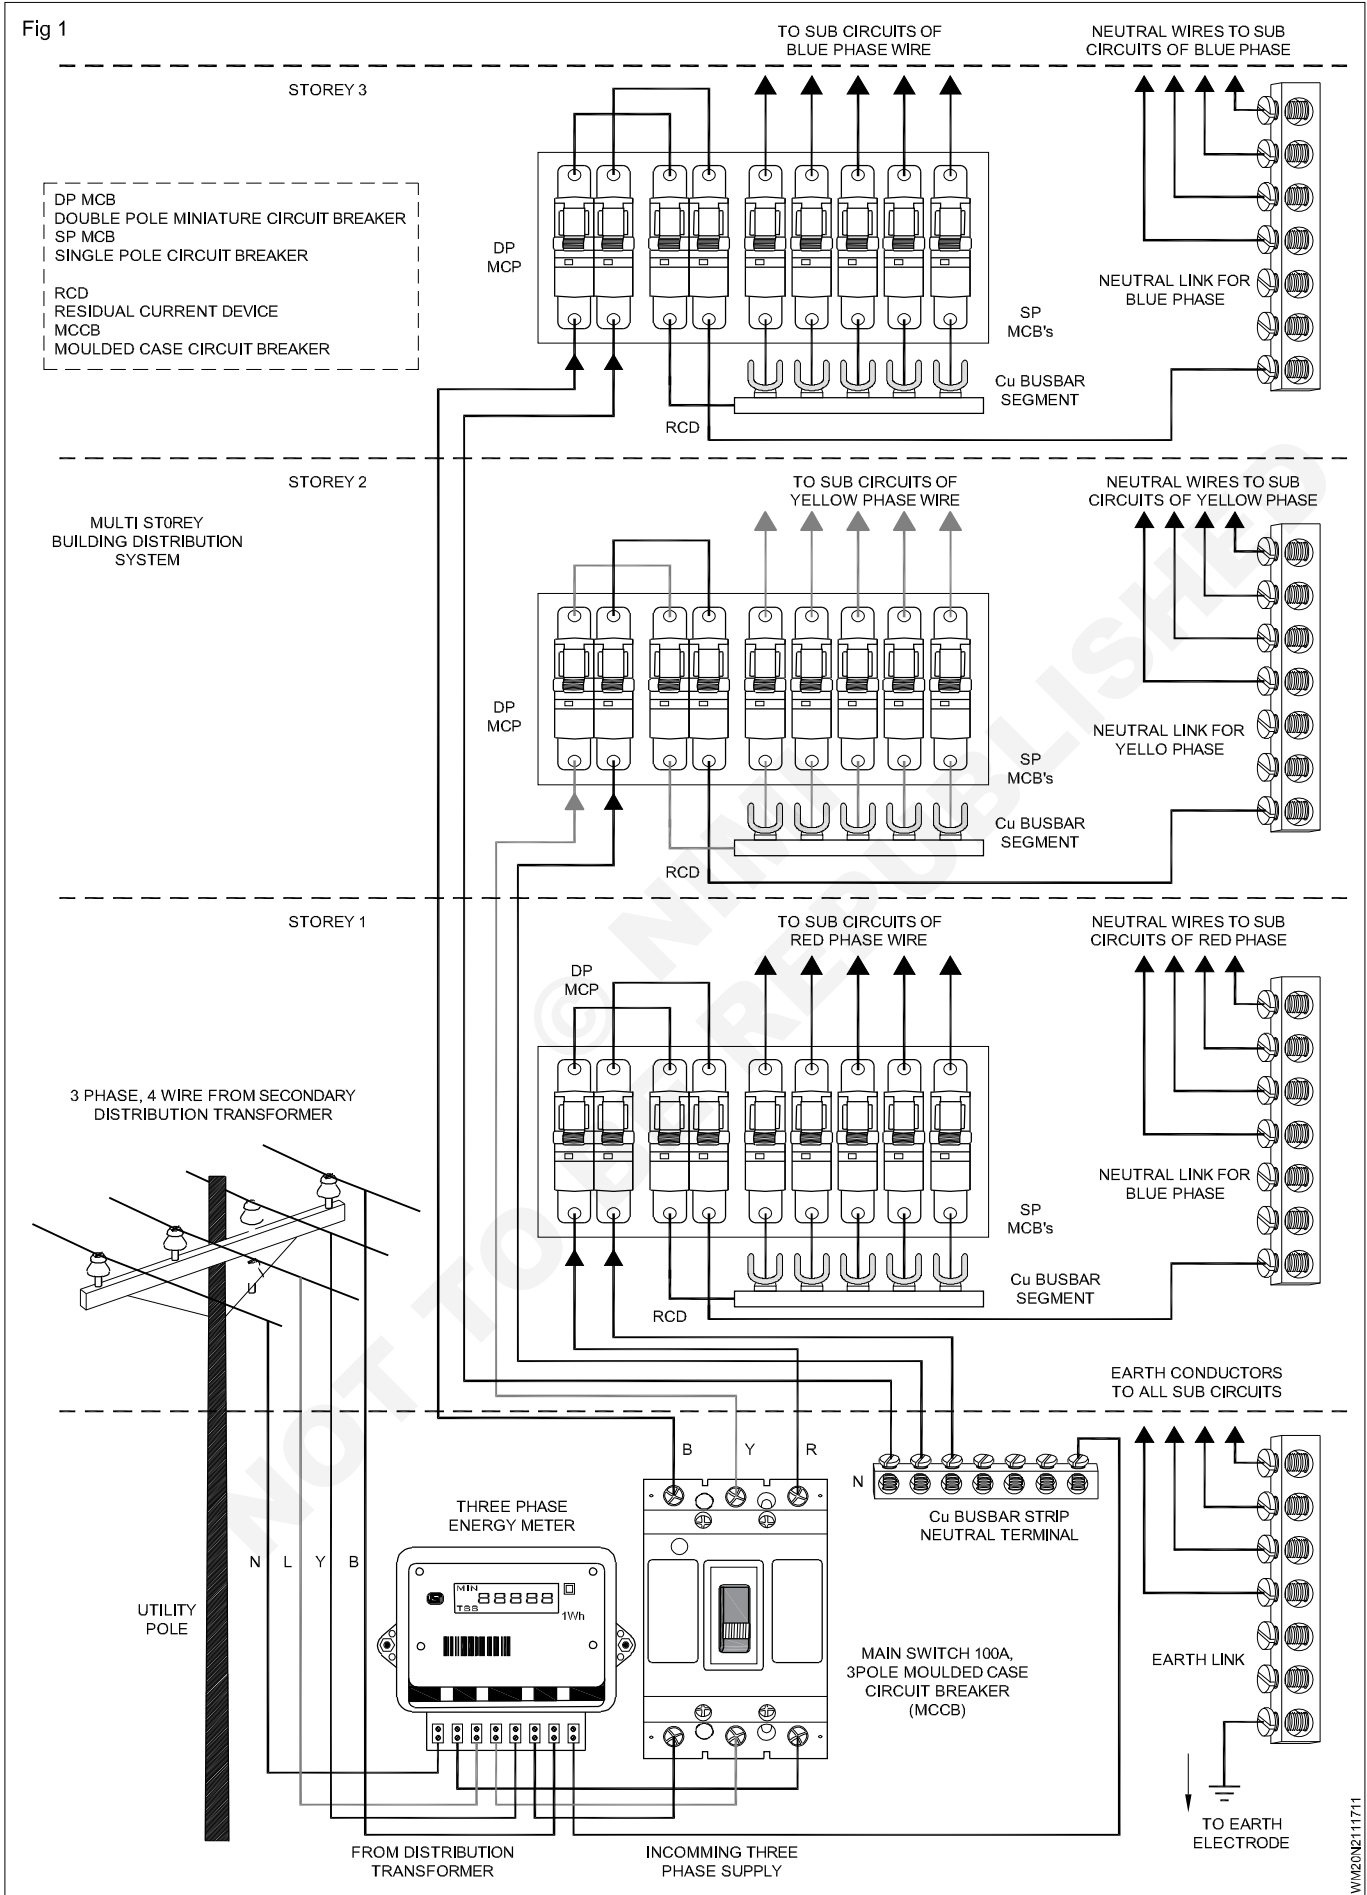 Fig 1
TO SUB CIRCUITS OF
BLUE PHASE WIRE
NEUTRAL WIRES TO SUB
CIRCUITS OF BLUE PHASE
STOREY 3
DP MCB
DOUBLE POLE MINIATURE CIRCUIT BREAKER
SP MCB
SINGLE POLE CIRCUIT BREAKER
RCD
RESIDUAL CURRENT DEVICE
MCCB
MOULDED CASE CIRCUIT BREAKER
DP
MCP
SP
MCB's
NEUTRAL LINK FOR
BLUE PHASE
Cu BUSBAR
SEGMENT
RCD
STOREY 2
MULTI ST0REY
BUILDING DISTRIBUTION
SYSTEM
TO SUB CIRCUITS OF
YELLOW PHASE WIRE
NEUTRAL WIRES TO SUB
CIRCUITS OF YELLOW PHASE
DP
MCP
SP
MCB's
NEUTRAL LINK FOR
YELLO PHASE
Cu BUSBAR
SEGMENT
RCD
STOREY 1
TO SUB CIRCUITS OF
RED PHASE WIRE
NEUTRAL WIRES TO SUB
CIRCUITS OF RED PHASE
DP
MCP
3 PHASE, 4 WIRE FROM SECONDARY
DISTRIBUTION TRANSFORMER
NEUTRAL LINK FOR
BLUE PHASE
SP
MCB's
Cu BUSBAR
SEGMENT
RCD
EARTH CONDUCTORS
TO ALL SUB CIRCUITS
B Y R
N
Cu BUSBAR STRIP
NEUTRAL TERMINAL
THREE PHASE
ENERGY METER
N L Y B
MIN
88888
TSS
1Wh
UTILITY
POLE
MAIN SWITCH 100A,
3POLE MOULDED CASE
CIRCUIT BREAKER
(MCCB)
EARTH LINK
TO EARTH
ELECTRODE
FROM DISTRIBUTION
TRANSFORMER
INCOMMING THREE
PHASE SUPPLY
WM20N2111711
© NIMI
NOT TO BE REPUBLISHED